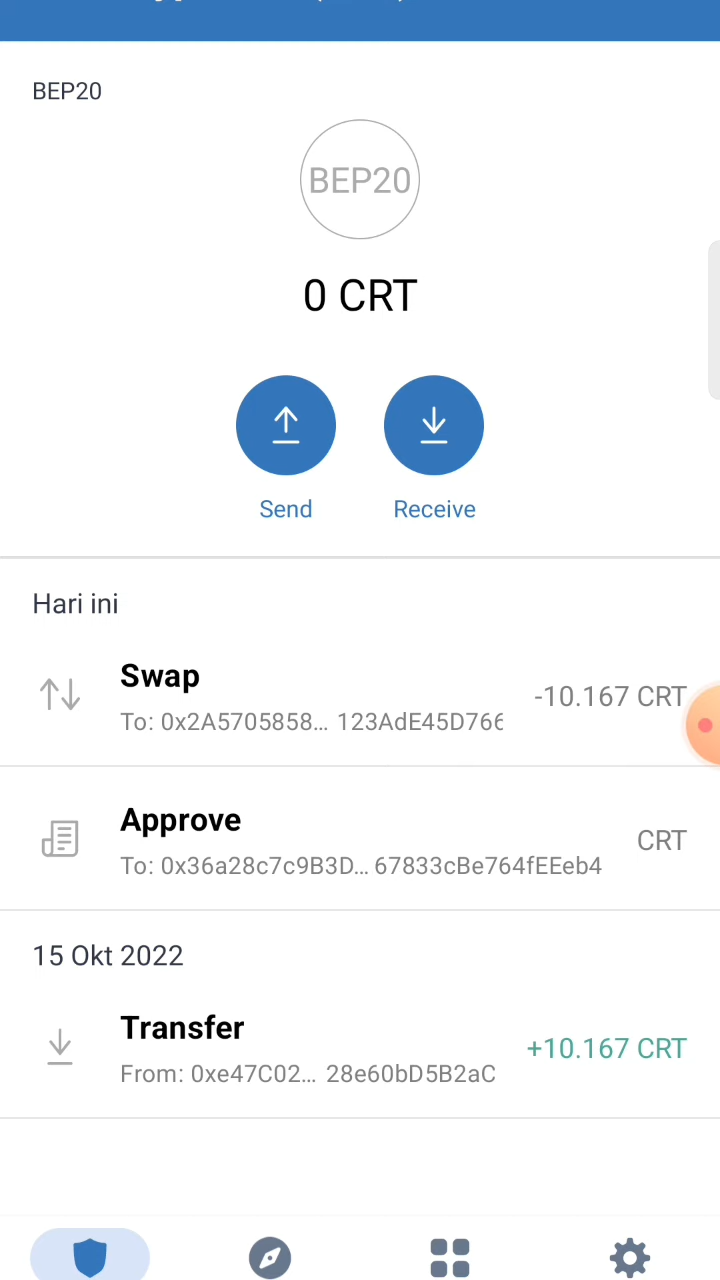 BEP20
BEP20
0 CRT
Send
Receive
Hari ini
Swap
-10.167 CRT
To: 0x2A5705858... 123AdE45D766
Approve
CRT
To: 0x36a28c7c9B3D... 67833cBe764fEEeb4
15 Okt 2022
Transfer
+10.167 CRT
From: 0xe47C02... 28e60bD5B2aC